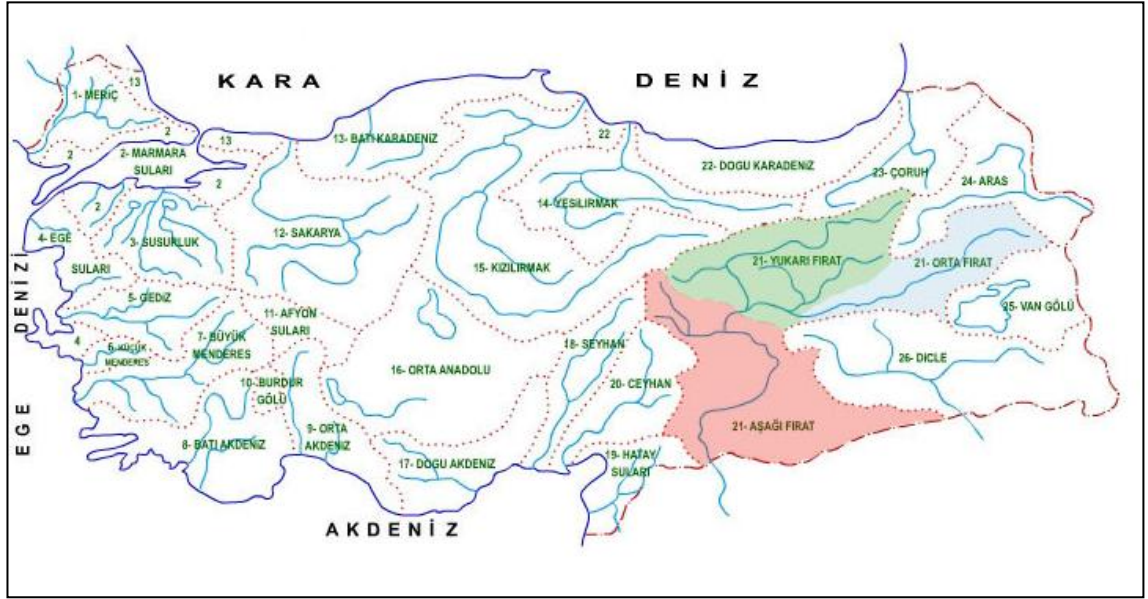 KARA DENİZ
1- MERİÇ
13
2
2
2- MARMARA
SULARI
13
2
2
13- BATI KARADENIZ
22
22- DOGU KARADENİZ
23- ÇORUH
24- ARAS
4- EGE
SULARI
3- SUSURLUK
12- SAKARYA
14- YEŞILIRMAK
15- KIZILIRMAK
21- YUKARI FIRAT
21- ORTA FIRAT
25- VAN GÖLÜ
5- GEDİZ
4
6- KÜÇÜK
MENDERES
7- BÜYÜK
MENDERES
11- AFYON
SULARI
10- BURDUR
GÖLÜ
16- ORTA ANADOLU
18- SEYHAN
20- CEYHAN
26- DİCLE
8- BATI AKDENİZ
9- ORTA
AKDENİZ
17- DOGU AKDENİZ
19- HATAY
SULARI
21- AŞAĞI FIRAT
EGE DENİZİ
AKDENİZ